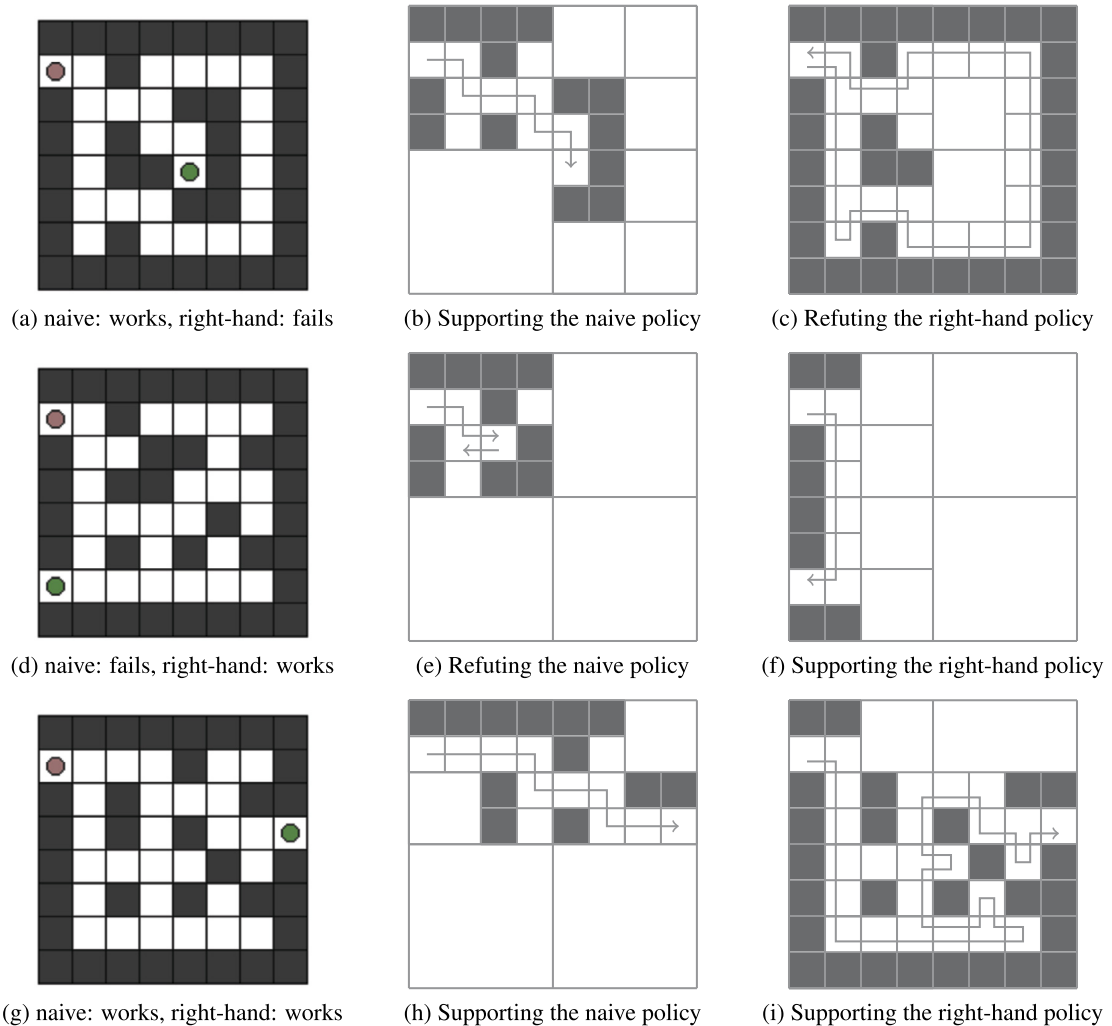 (a) naive: works, right-hand: fails
(b) Supporting the naive policy
(c) Refuting the right-hand policy
(d) naive: fails, right-hand: works
(e) Refuting the naive policy
(f) Supporting the right-hand policy
(g) naive: works, right-hand: works
(h) Supporting the naive policy
(i) Supporting the right-hand policy